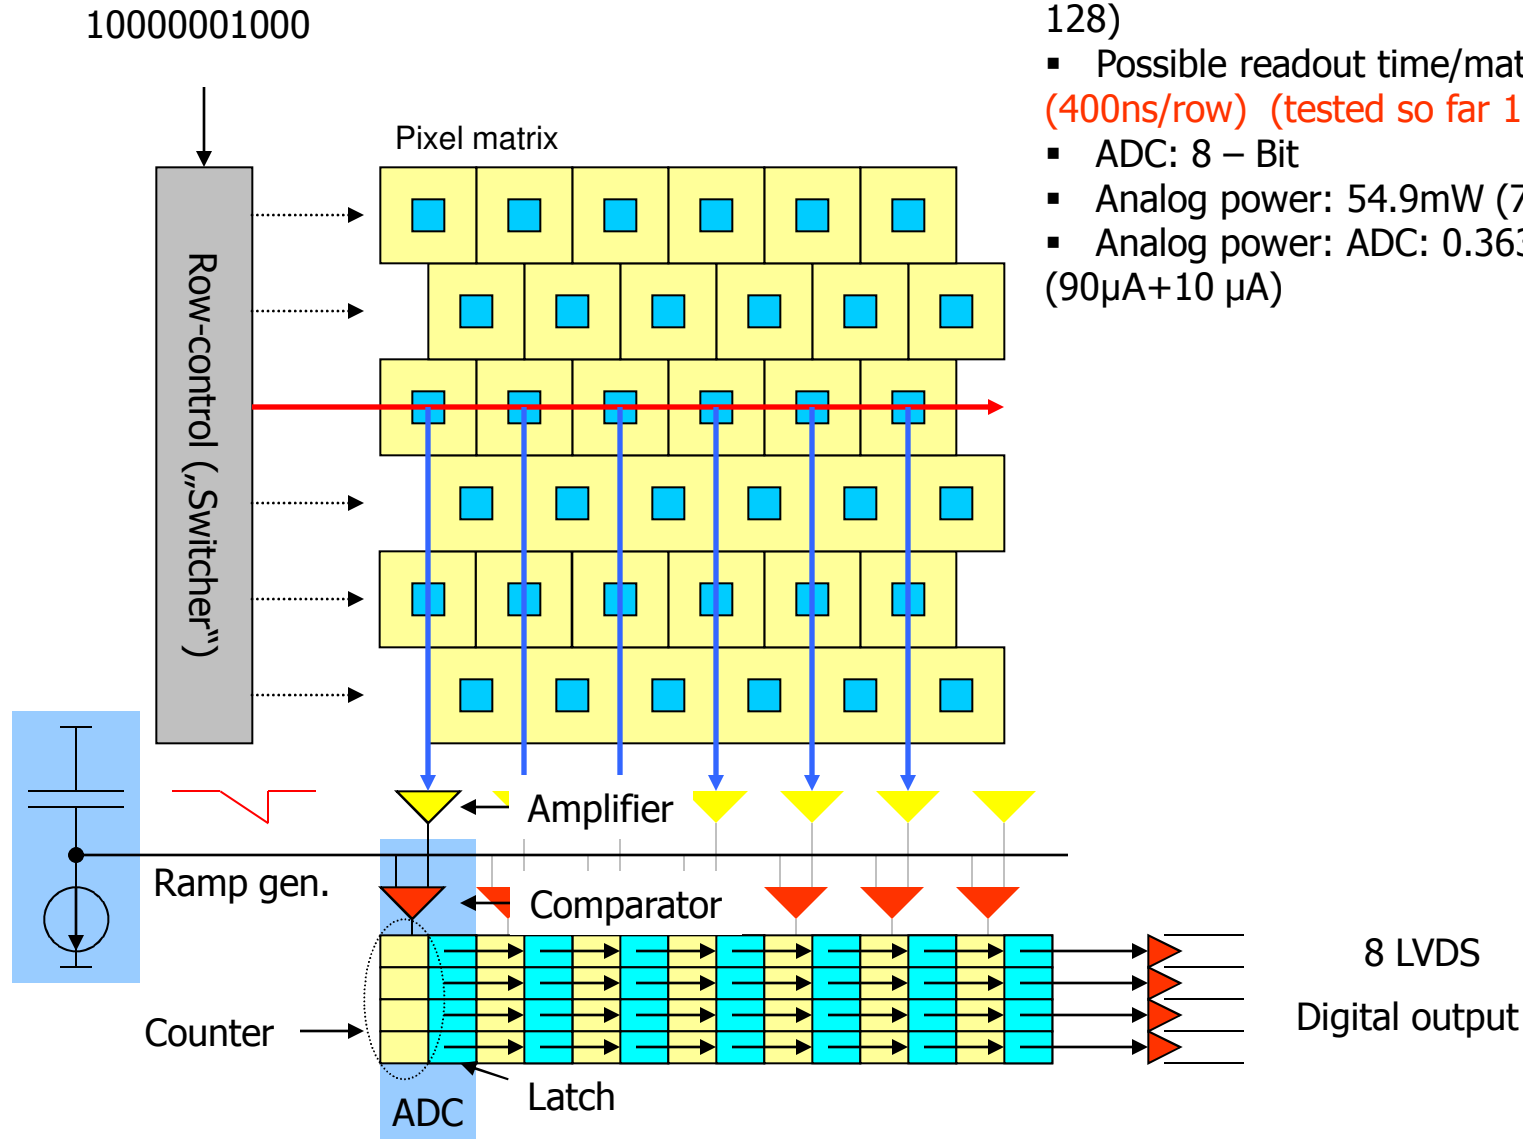 10000001000
128)
▪ Possible readout time/mat
(400ns/row) (tested so far 1
▪ ADC: 8 – Bit
▪ Analog power: 54.9mW (7
▪ Analog power: ADC: 0.363
(90µA+10 µA)
Pixel matrix
Row-control („Switcher“)
Amplifier
Ramp gen.
Comparator
8 LVDS
Digital output
Counter
Latch
ADC